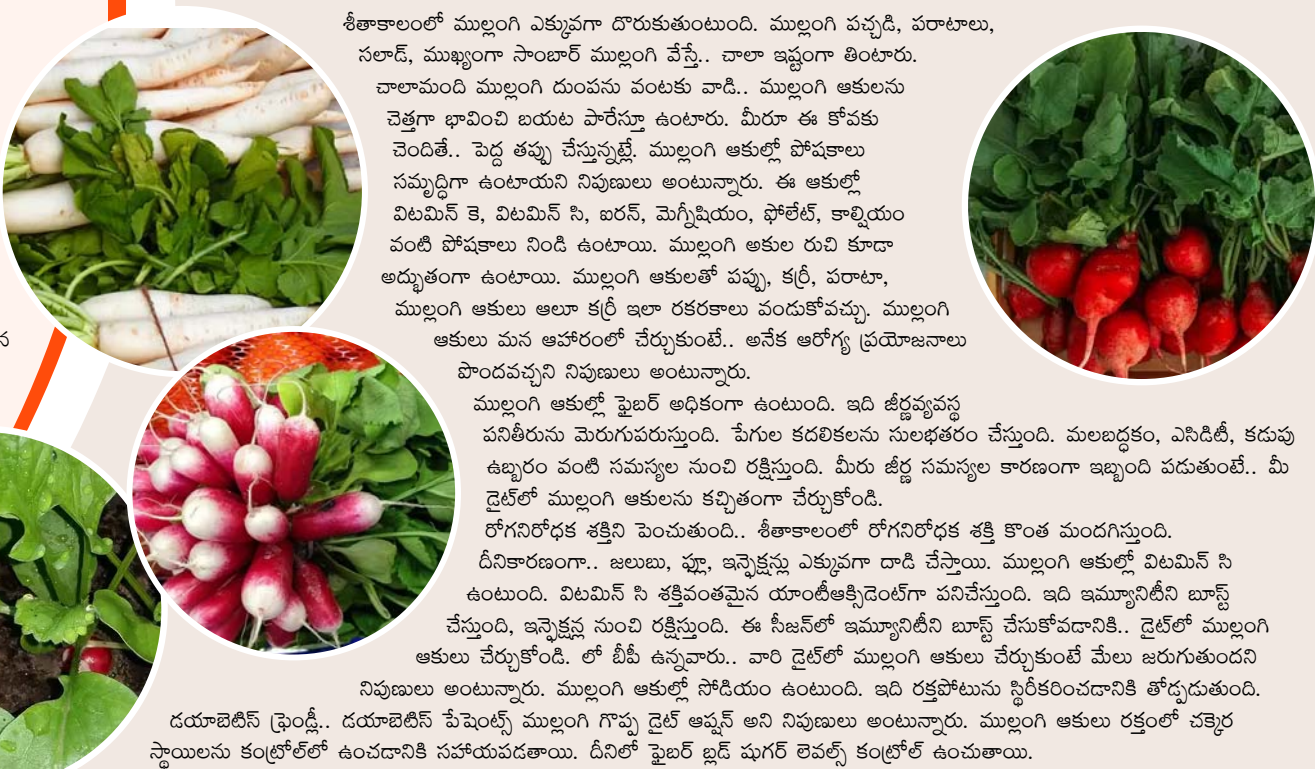 శీతాకాలంలో ముల్లంగి ఎక్కువగా దొరుకుతుంటుంది. ముల్లంగి పచ్చడి, పరాటాలు,
సలాడ్, ముఖ్యంగా సాంబార్ ముల్లంగి వేస్తే.. చాలా ఇష్టంగా తింటారు.
చాలామంది ముల్లంగి దుంపను వంటకు వాడి.. ముల్లంగి ఆకులను
చెత్తగా భావించి బయట పారేస్తూ ఉంటారు. మీరూ ఈ కోవకు
చెందితే.. పెద్ద తప్పు చేస్తున్నట్లే. ముల్లంగి ఆకుల్లో పోషకాలు
సమృద్ధిగా ఉంటాయని నిపుణులు అంటున్నారు. ఈ ఆకుల్లో
విటమిన్ కె, విటమిన్ సి, ఐరన్, మెగ్నీషియం, ఫోలేట్, కాల్షియం
వంటి పోషకాలు నిండి ఉంటాయి. ముల్లంగి అకుల రుచి కూడా
అద్భుతంగా ఉంటాయి. ముల్లంగి ఆకులతో పప్పు, కర్రీ, పరాటా,
ముల్లంగి ఆకులు ఆలూ కర్రీ ఇలా రకరకాలు వండుకోవచ్చు. ముల్లంగి
న
ఆకులు మన ఆహారంలో చేర్చుకుంటే.. అనేక ఆరోగ్య ప్రయోజనాలు
పొందవచ్చని నిపుణులు అంటున్నారు.
ముల్లంగి ఆకుల్లో ఫైబర్ అధికంగా ఉంటుంది. ఇది జీర్ణవ్యవస్థ
పనితీరును మెరుగుపరుస్తుంది. పేగుల కదలికలను సులభతరం చేస్తుంది. మలబద్ధకం, ఎసిడిటీ, కడుపు
ఉబ్బరం వంటి సమస్యల నుంచి రక్షిస్తుంది. మీరు జీర్ణ సమస్యల కారణంగా ఇబ్బంది పడుతుంటే.. మీ
డైట్‌లో ముల్లంగి ఆకులను కచ్చితంగా చేర్చుకోండి.
రోగనిరోధక శక్తిని పెంచుతుంది.. శీతాకాలంలో రోగనిరోధక శక్తి కొంత మందగిస్తుంది.
దీనికారణంగా.. జలుబు, ఫ్లూ, ఇన్ఫెక్షన్లు ఎక్కువగా దాడి చేస్తాయి. ముల్లంగి ఆకుల్లో విటమిన్ సి
ఉంటుంది. విటమిన్ సి శక్తివంతమైన యాంటీఆక్సిడెంట్‌గా పనిచేస్తుంది. ఇది ఇమ్యూనిటీని బూస్ట్
చేస్తుంది, ఇన్ఫెక్షన్ల నుంచి రక్షిస్తుంది. ఈ సీజన్‌లో ఇమ్యూనిటీని బూస్ట్ చేసుకోవడానికి.. డైట్‌లో ముల్లంగి
ఆకులు చేర్చుకోండి. లో బీపీ ఉన్నవారు.. వారి డైట్‌లో ముల్లంగి ఆకులు చేర్చుకుంటే మేలు జరుగుతుందని
నిపుణులు అంటున్నారు. ముల్లంగి ఆకుల్లో సోడియం ఉంటుంది. ఇది రక్తపోటును స్థిరీకరించడానికి తోడ్పడుతుంది.
డయాబెటిస్ ఫ్రెండ్లీ.. డయాబెటిస్ పేషెంట్స్ ముల్లంగి గొప్ప డైట్ ఆప్షన్ అని నిపుణులు అంటున్నారు. ముల్లంగి ఆకులు రక్తంలో చక్కెర
స్థాయిలను కంట్రోల్‌లో ఉంచడానికి సహాయపడతాయి. దీనిలో ఫైబర్ బ్లడ్ షుగర్ లెవల్స్ కంట్రోల్ ఉంచుతాయి.